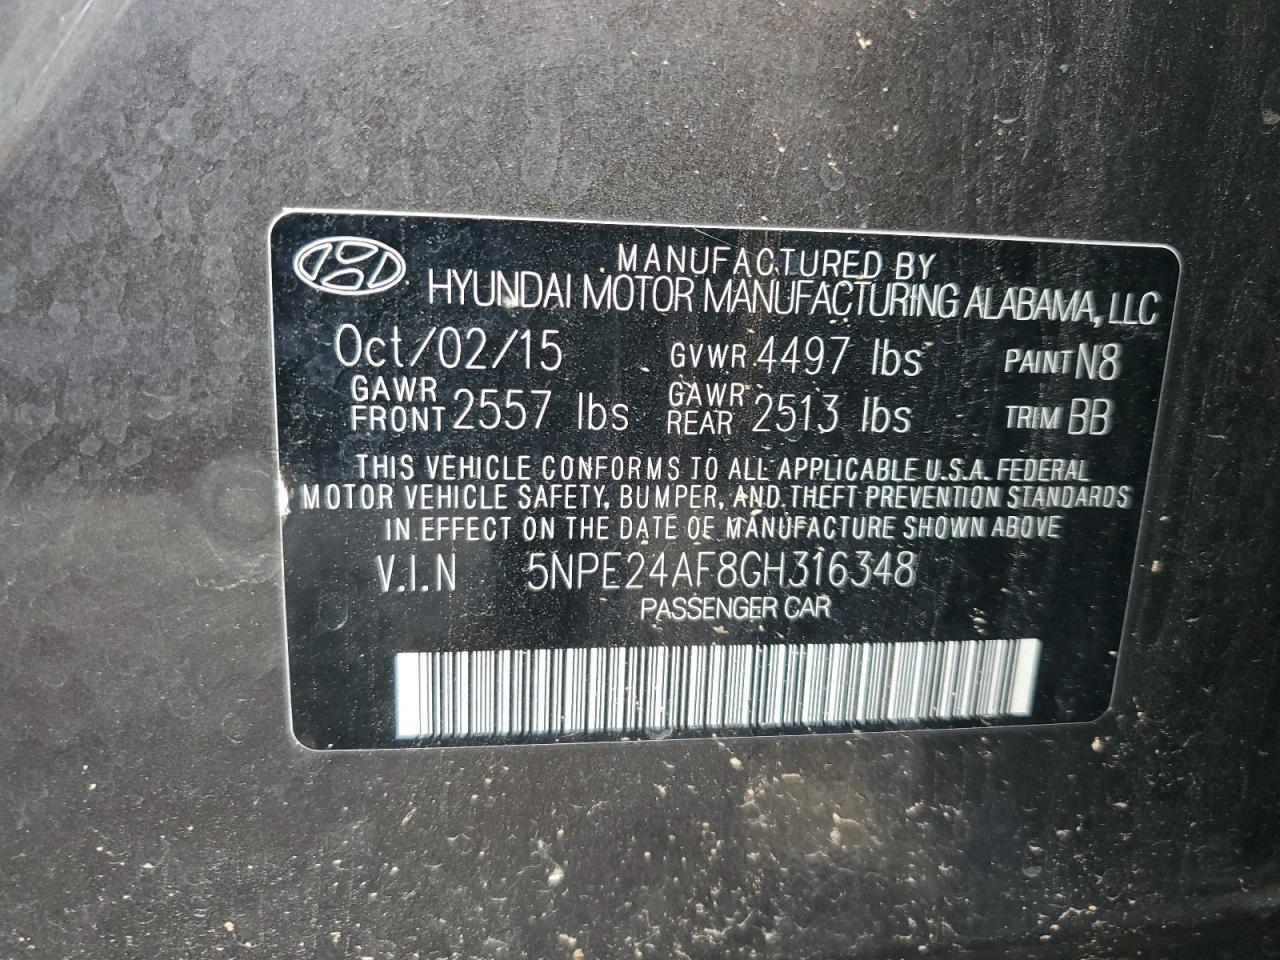 MANUFACTURED BY
HYUNDAI MOTOR MANUFACTURING ALABAMA, LLC
Oct/02/15 GVWR 4497 lbs PAINT N8
GAWR FRONT 2557 lbs GAWR REAR 2513 lbs TRIM BB
THIS VEHICLE CONFORMS TO ALL APPLICABLE U.S.A. FEDERAL
MOTOR VEHICLE SAFETY, BUMPER, AND THEFT PREVENTION STANDARDS
IN EFFECT ON THE DATE OF MANUFACTURE SHOWN ABOVE
V.I.N 5NPE24AF8GH316348
PASSENGER CAR